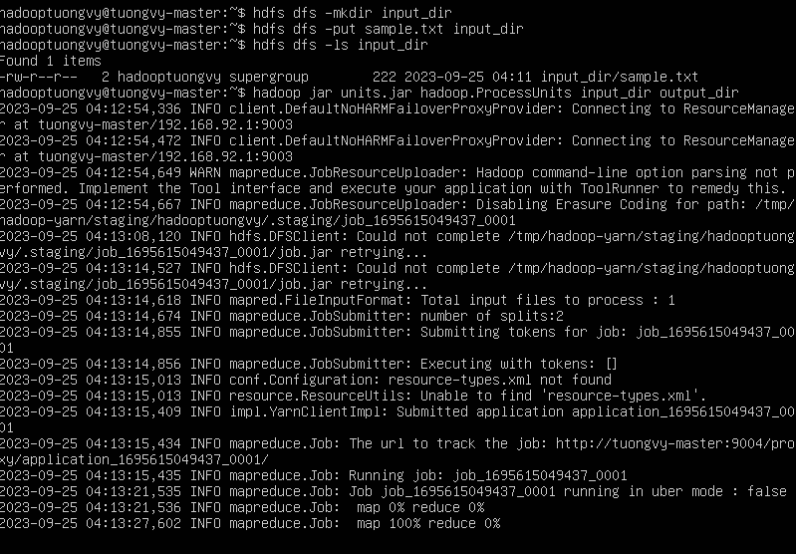 hadooptuongvy@tuongvy-master:~$ hdfs dfs -mkdir input_dir
hadooptuongvy@tuongvy-master:~$ hdfs dfs -put sample.txt input_dir
hadooptuongvy@tuongvy-master:~$ hdfs dfs -ls input_dir
Found 1 items
-rw-r--r--   2 hadooptuongvy supergroup        222 2023-09-25 04:11 input_dir/sample.txt
hadooptuongvy@tuongvy-master:~$ hadoop jar units.jar hadoop.ProcessUnits input_dir output_dir
2023-09-25 04:12:54,336 INFO client.DefaultNoHARMFailoverProxyProvider: Connecting to ResourceManage
r at tuongvy-master/192.168.92.1:9003
2023-09-25 04:12:54,472 INFO client.DefaultNoHARMFailoverProxyProvider: Connecting to ResourceManage
r at tuongvy-master/192.168.92.1:9003
2023-09-25 04:12:54,649 WARN mapreduce.JobResourceUploader: Hadoop command-line option parsing not p
erformed. Implement the Tool interface and execute your application with ToolRunner to remedy this.
2023-09-25 04:12:54,667 INFO mapreduce.JobResourceUploader: Disabling Erasure Coding for path: /tmp/
hadoop-yarn/staging/hadooptuongvy/.staging/job_1695615049437_0001
2023-09-25 04:13:08,120 INFO hdfs.DFSClient: Could not complete /tmp/hadoop-yarn/staging/hadooptuong
vy/.staging/job_1695615049437_0001/job.jar retrying...
2023-09-25 04:13:14,527 INFO hdfs.DFSClient: Could not complete /tmp/hadoop-yarn/staging/hadooptuong
vy/.staging/job_1695615049437_0001/job.jar retrying...
2023-09-25 04:13:14,618 INFO mapred.FileInputFormat: Total input files to process : 1
2023-09-25 04:13:14,674 INFO mapreduce.JobSubmitter: number of splits:2
2023-09-25 04:13:14,855 INFO mapreduce.JobSubmitter: Submitting tokens for job: job_1695615049437_00
01
2023-09-25 04:13:14,856 INFO mapreduce.JobSubmitter: Executing with tokens: []
2023-09-25 04:13:15,013 INFO conf.Configuration: resource-types.xml not found
2023-09-25 04:13:15,013 INFO resource.ResourceUtils: Unable to find 'resource-types.xml'.
2023-09-25 04:13:15,409 INFO impl.YarnClientImpl: Submitted application application_1695615049437_00
01
2023-09-25 04:13:15,434 INFO mapreduce.Job: The url to track the job: http://tuongvy-master:9004/pro
xy/application_1695615049437_0001/
2023-09-25 04:13:15,435 INFO mapreduce.Job: Running job: job_1695615049437_0001
2023-09-25 04:13:21,535 INFO mapreduce.Job: Job job_1695615049437_0001 running in uber mode : false
2023-09-25 04:13:21,536 INFO mapreduce.Job:  map 0% reduce 0%
2023-09-25 04:13:27,602 INFO mapreduce.Job:  map 100% reduce 0%